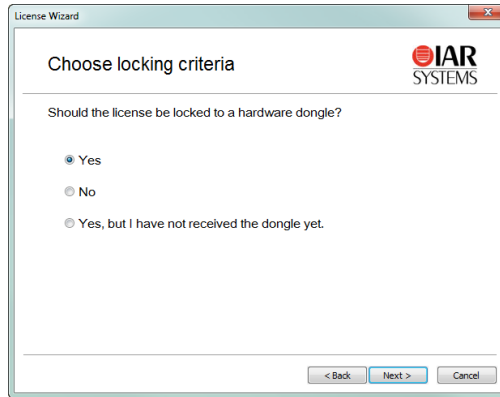 License Wizard
Choose locking criteria
IAR
SYSTEMS
Should the license be locked to a hardware dongle?
Yes
No
Yes, but I have not received the dongle yet.
< Back Next > Cancel